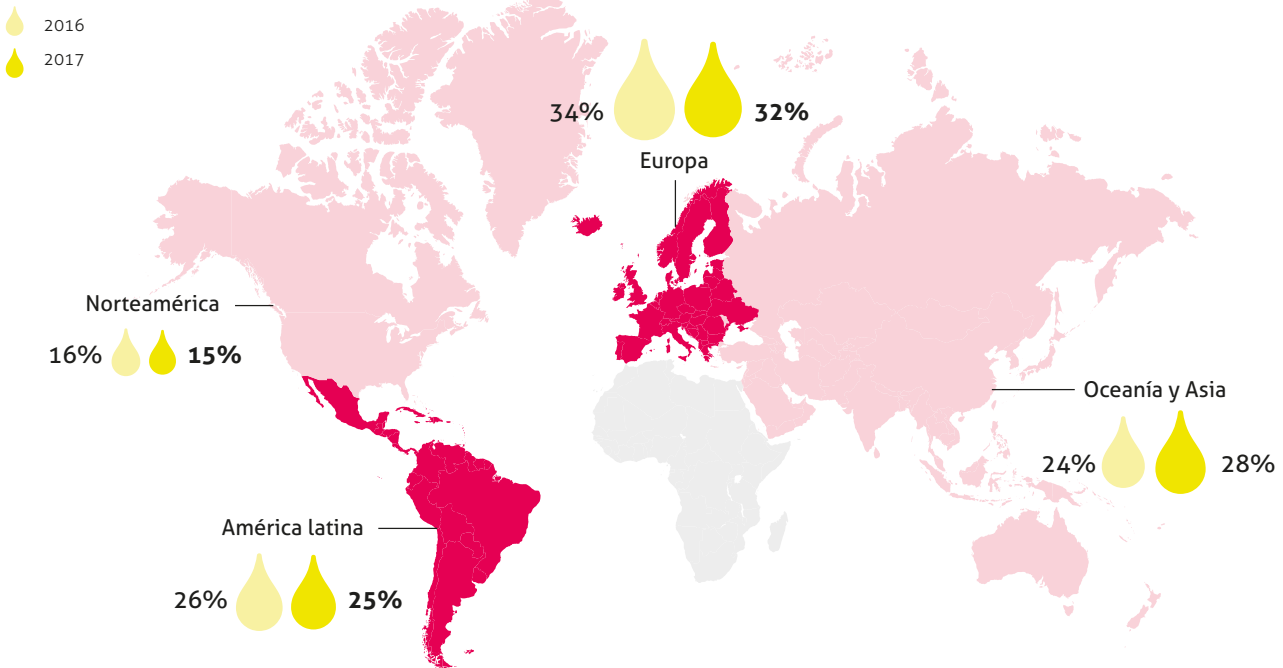 2016
2017
34%
32%
Europa
Norteamérica
16%
15%
Oceanía y Asia
24%
28%
América latina
26%
25%